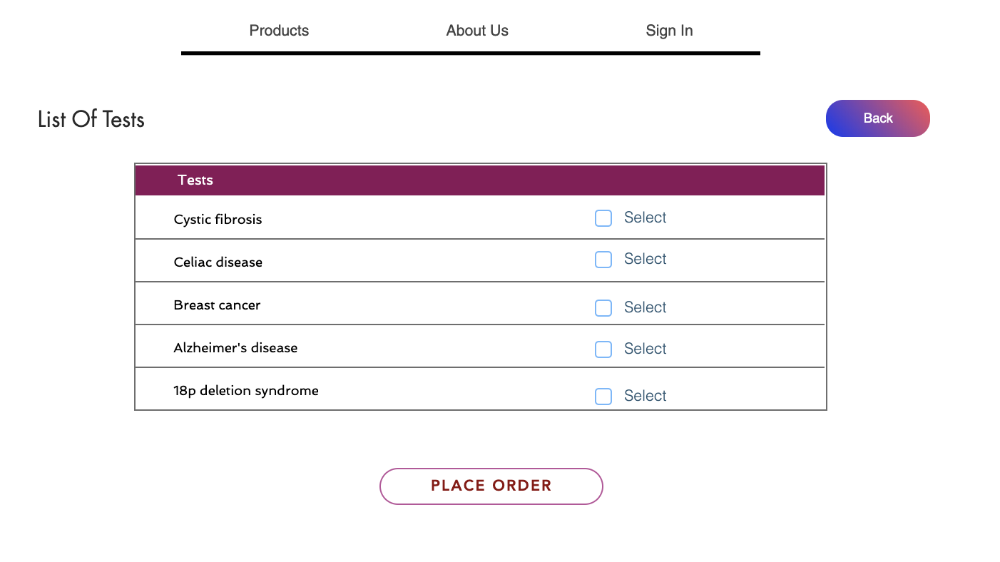 Products About Us Sign In
List Of Tests
Back
Tests
Cystic fibrosis Select
Celiac disease Select
Breast cancer Select
Alzheimer's disease Select
18p deletion syndrome Select
PLACE ORDER